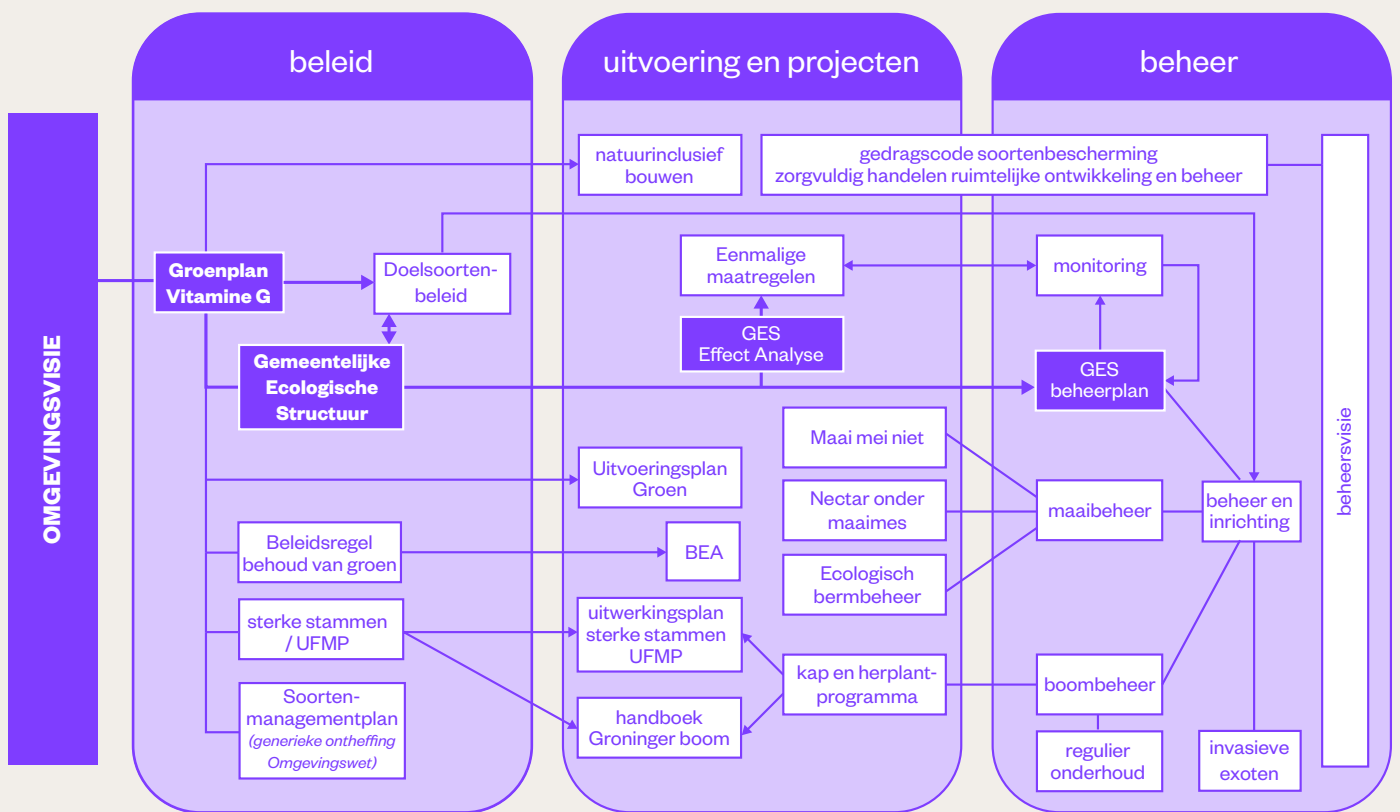 OMGEVINGSVISIE
beleid
Groenplan
Vitamine G
Doelsoorten-
beleid
Gemeentelijke
Ecologische
Structuur
Beleidsregel
behoud van groen
sterke stammen
/ UFMP
Soorten-
managementplan
(generieke ontheffing
Omgevingswet)
uitvoering en projecten
natuurinclusief
bouwen
gedragscode soortenbescherming
zorgvuldig handelen ruimtelijke ontwikkeling en beheer
Eenmalige
maatregelen
GES
Effect Analyse
Maai mei niet
Uitvoeringsplan
Groen
Nectar onder
maaimes
BEA
Ecologisch
bermbeheer
uitwerkingsplan
sterke stammen
UFMP
kap en herplant-
programma
handboek
Groninger boom
beheer
monitoring
GES
beheerplan
maaibeheer
beheer en
inrichting
boombeheer
regulier
onderhoud
invasieve
exoten
beheersvisie